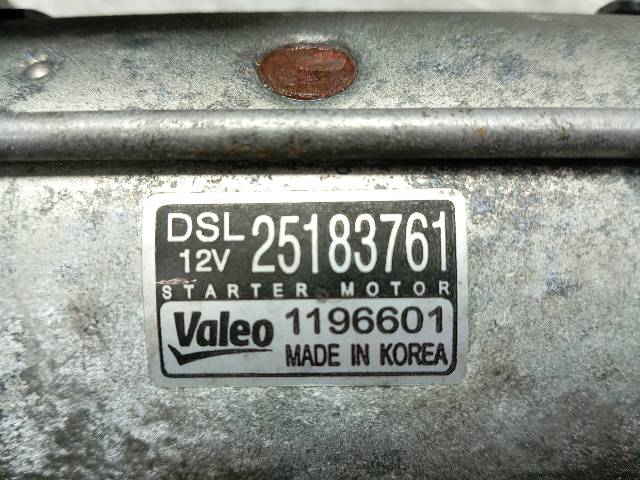 DSL 25183761
12V
STARTER MOTOR
Valeo 1196601
MADE IN KOREA